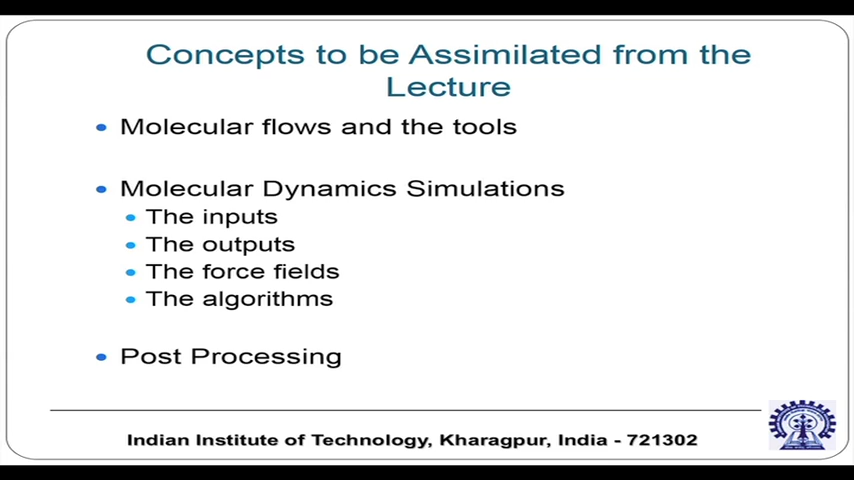 Concepts to be Assimilated from the
Lecture
Molecular flows and the tools
Molecular Dynamics Simulations
The inputs
The outputs
The force fields
The algorithms
Post Processing
Indian Institute of Technology, Kharagpur, India - 721302